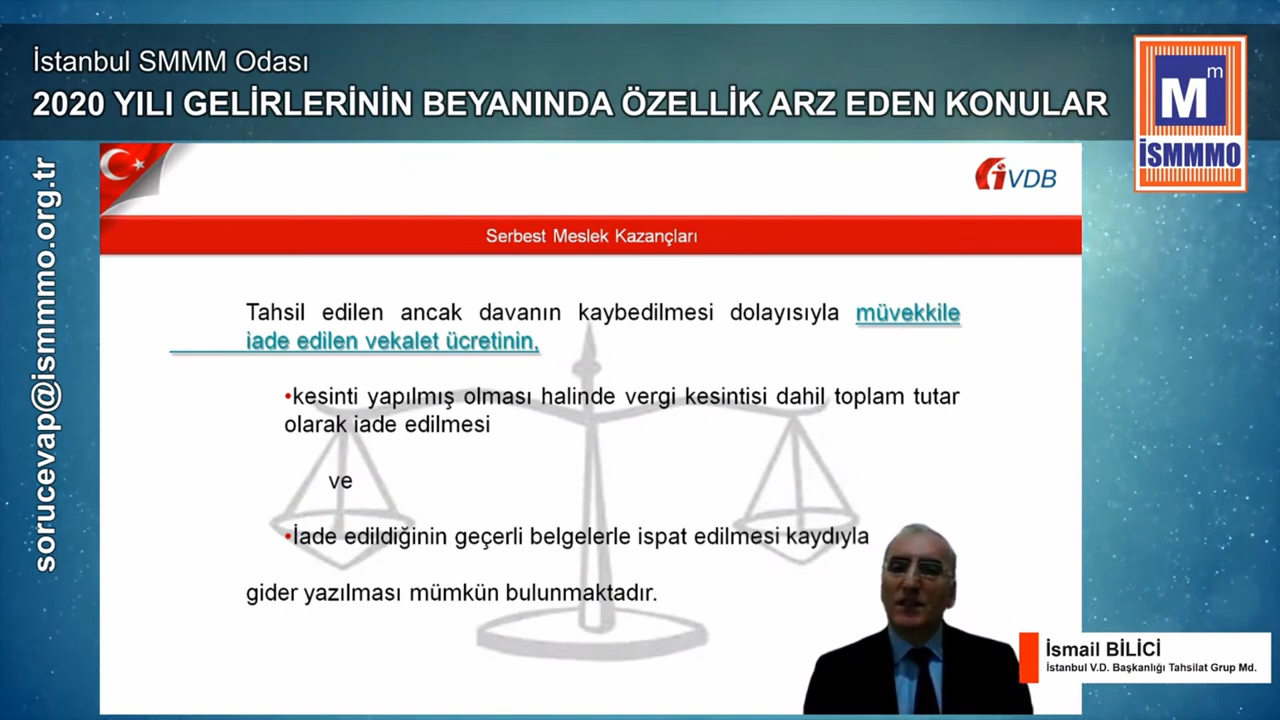 İstanbul SMMM Odası
2020 YILI GELİRLERİNİN BEYANINDA ÖZELLİK ARZ EDEN KONULAR
Mm
İSMMMO
sorucevap@ismmmo.org.tr
iVDB
Serbest Meslek Kazançları
Tahsil edilen ancak davanın kaybedilmesi dolayısıyla müvekkile
iade edilen vekalet ücretinin,
•kesinti yapılmış olması halinde vergi kesintisi dahil toplam tutar
olarak iade edilmesi
ve
•İade edildiğinin geçerli belgelerle ispat edilmesi kaydıyla
gider yazılması mümkün bulunmaktadır.
İsmail BİLİCİ
İstanbul V.D. Başkanlığı Tahsilat Grup Md.